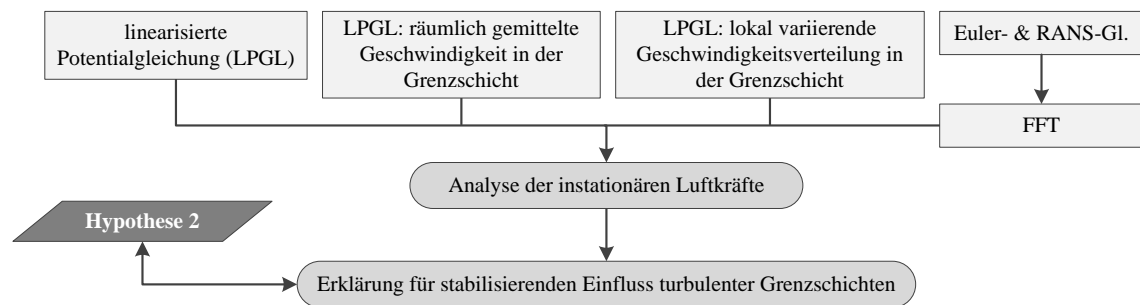 linearisierte
Potentialgleichung (LPGL)
LPGL: räumlich gemittelte
Geschwindigkeit in der
Grenzschicht
LPGL: lokal variierende
Geschwindigkeitsverteilung in
der Grenzschicht
Euler- & RANS-Gl.
FFT
Analyse der instationären Luftkräfte
Hypothese 2
Erklärung für stabilisierenden Einfluss turbulenter Grenzschichten